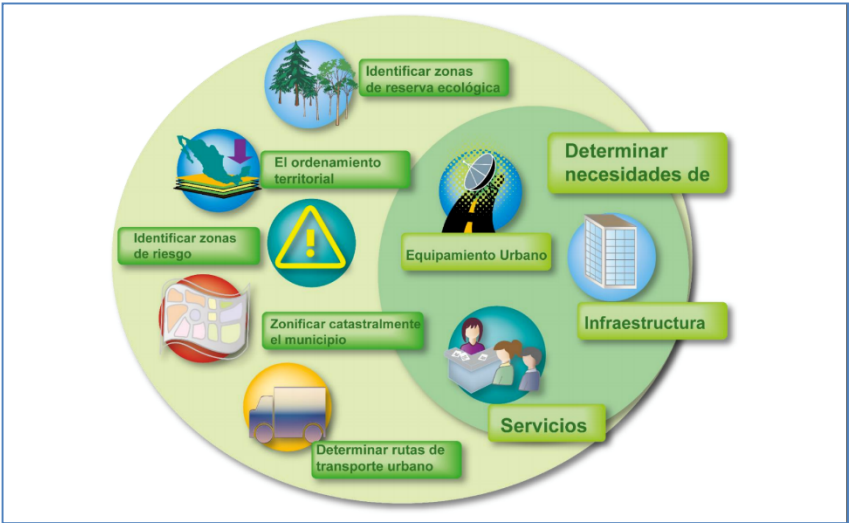 Identificar zonas
de reserva ecológica
El ordenamiento
territorial
Identificar zonas
de riesgo
Zonificar catastralmente
el municipio
Determinar rutas de
transporte urbano
Determinar
necesidades de
Equipamiento Urbano
Infraestructura
Servicios